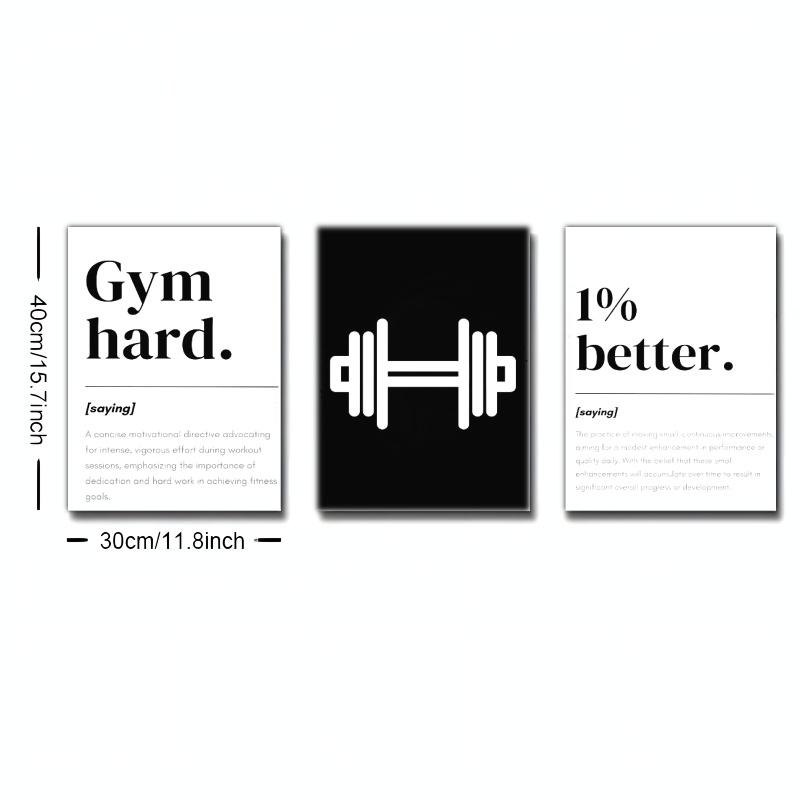 40cm/15.7inch
Gym
hard.
[saying]
A concise motivational directive advocating
for intense, vigorous effort during workout
sessions, emphasizing the importance of
dedication and hard work in achieving fitness
goals.
30cm/11.8inch
1%
better.
[saying]
The practice of making small, continuous improvements,
aiming for a modest enhancement in performance or
quality daily. With the belief that these small
enhancements will accumulate over time to result in
significant overall progress or development.